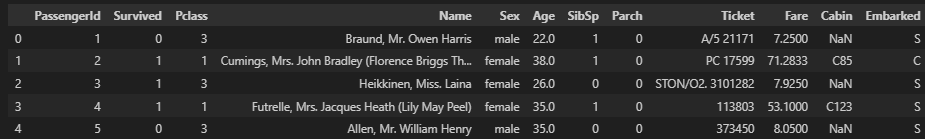 PassengerId Survived Pclass Name Sex Age SibSp Parch Ticket Fare Cabin Embarked
0 1 0 3 Braund, Mr. Owen Harris male 22.0 1 0 A/5 21171 7.2500 NaN S
1 2 1 1 Cumings, Mrs. John Bradley (Florence Briggs Th... female 38.0 1 0 PC 17599 71.2833 C85 C
2 3 1 3 Heikkinen, Miss. Laina female 26.0 0 0 STON/O2. 3101282 7.9250 NaN S
3 4 1 1 Futrelle, Mrs. Jacques Heath (Lily May Peel) female 35.0 1 0 113803 53.1000 C123 S
4 5 0 3 Allen, Mr. William Henry male 35.0 0 0 373450 8.0500 NaN S